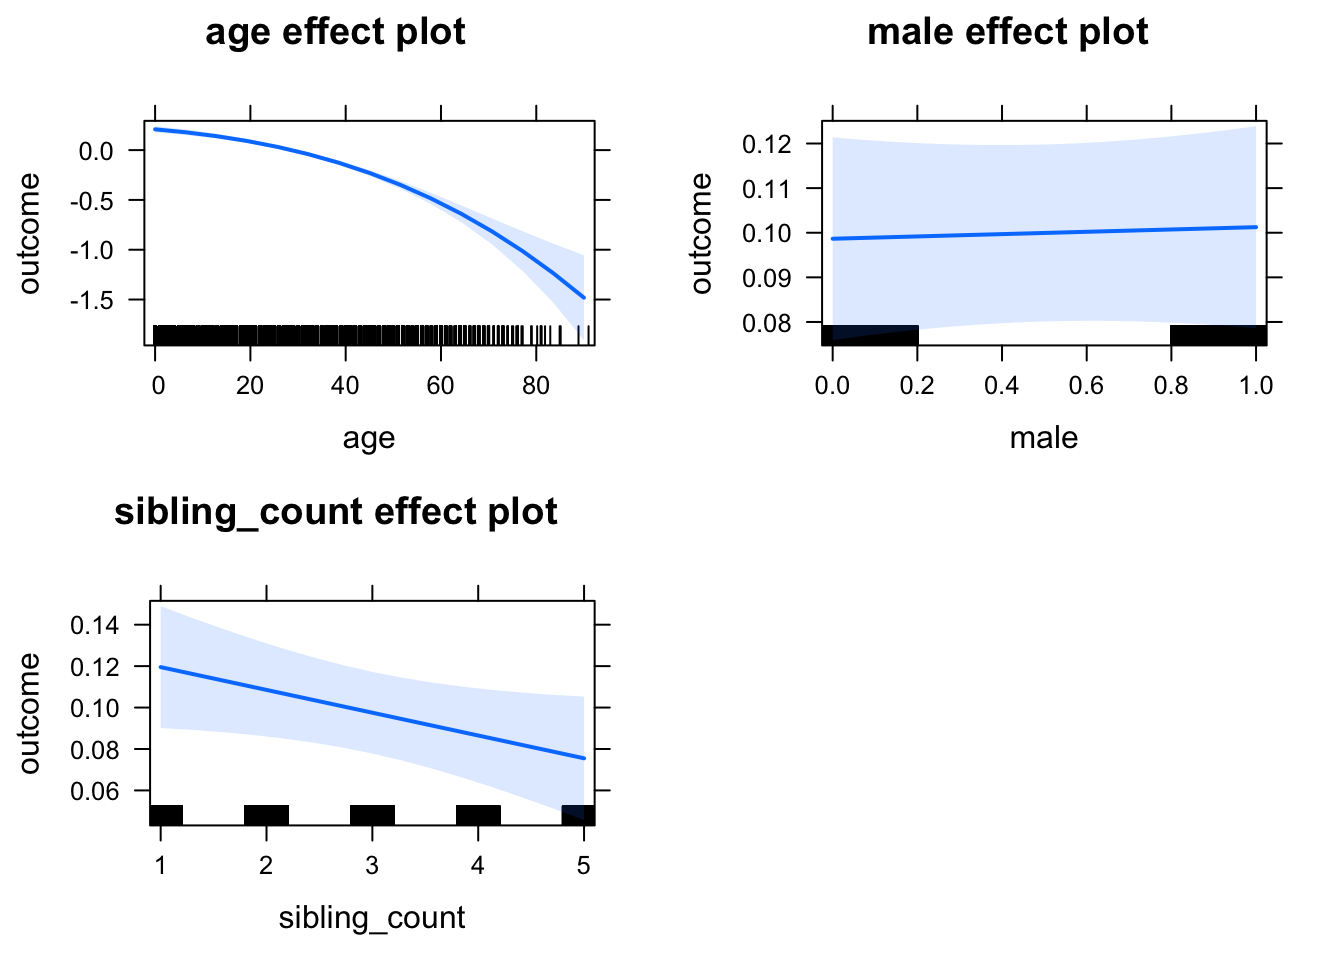 age effect plot
outcome
0.0
-0.5
-1.0
-1.5
0 20 40 60 80
age
male effect plot
outcome
0.12
0.11
0.10
0.09
0.08
0.0 0.2 0.4 0.6 0.8 1.0
male
sibling_count effect plot
outcome
0.14
0.12
0.10
0.08
0.06
1 2 3 4 5
sibling_count